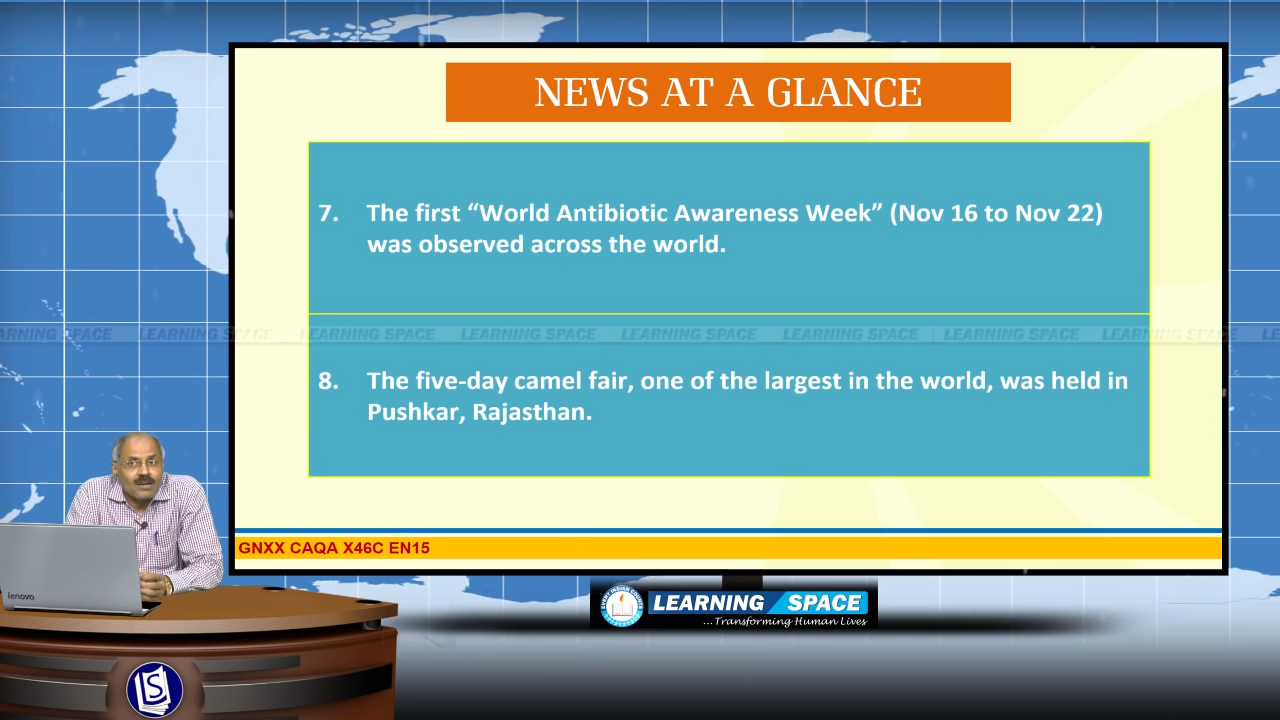 NEWS AT A GLANCE
7. The first “World Antibiotic Awareness Week” (Nov 16 to Nov 22)
was observed across the world.
LEARNING SPACE LEARNING SPACE LEARNING SPACE LEARNING SPACE LEARNING SPACE LEARNING SPACE LEARNING SPACE
8. The five-day camel fair, one of the largest in the world, was held in
Pushkar, Rajasthan.
GNXX CAQA X46C EN15
lenovo
EVERY INDIAN COUNTS
LEARNING SPACE
...Transforming Human Lives
LS